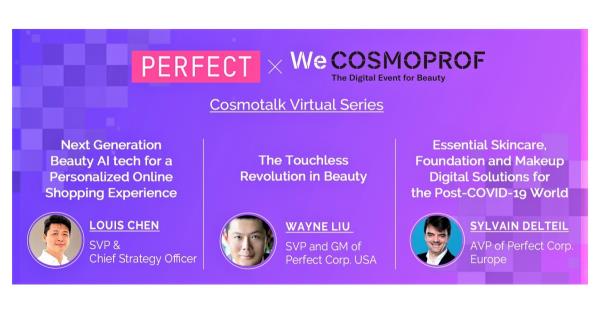 PERFECT × We COSMOPROF
The Digital Event for Beauty
Cosmotalk Virtual Series
Next Generation
Beauty AI tech for a
Personalized Online
Shopping Experience
LOUIS CHEN
SVP &
Chief Strategy Officer
The Touchless
Revolution in Beauty
WAYNE LIU
SVP and GM of
Perfect Corp. USA
Essential Skincare,
Foundation and Makeup
Digital Solutions for
the Post-COVID-19 World
SYLVAIN DELTEIL
AVP of Perfect Corp.
Europe